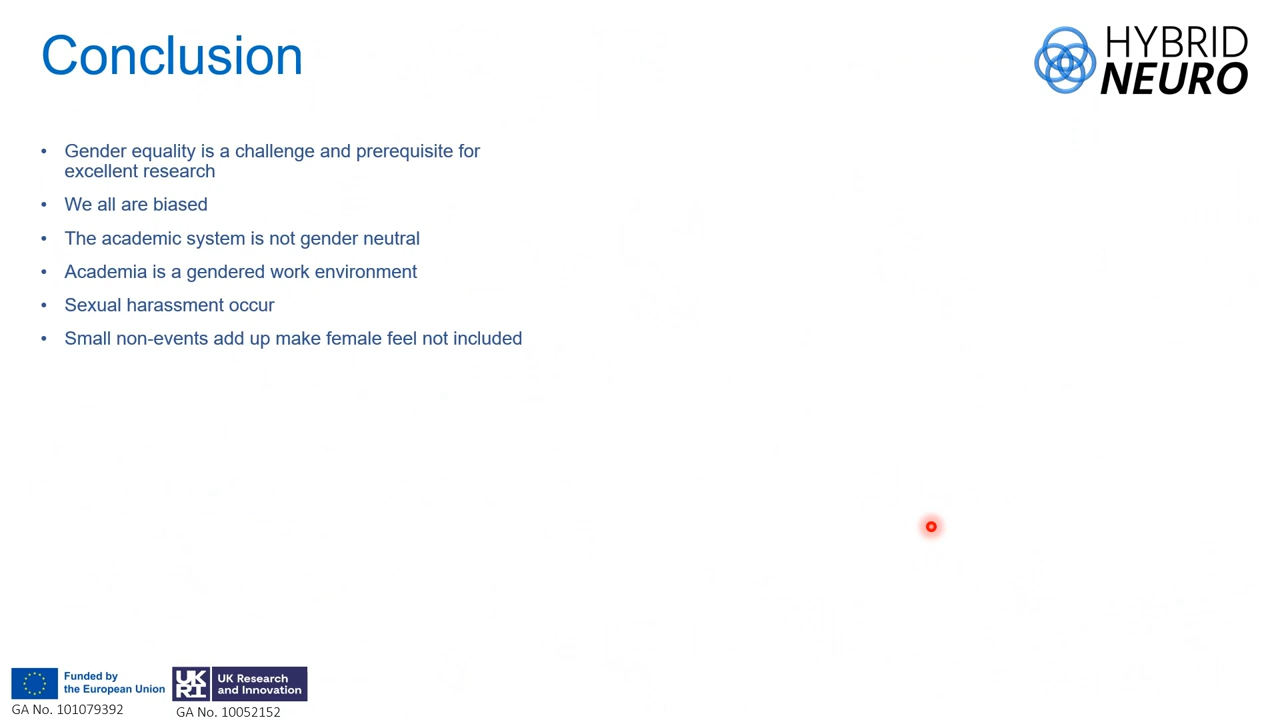 Conclusion
HYBRID
NEURO
• Gender equality is a challenge and prerequisite for
excellent research
• We all are biased
• The academic system is not gender neutral
• Academia is a gendered work environment
• Sexual harassment occur
• Small non-events add up make female feel not included
Funded by
the European Union
GA No. 101079392
UK
RI
UK Research
and Innovation
GA No. 10052152